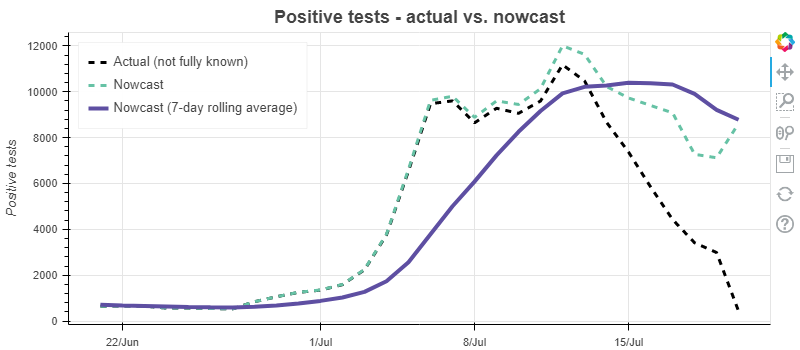 Positive tests - actual vs. nowcast
Actual (not fully known)
Nowcast
Nowcast (7-day rolling average)
Positive tests
12000
10000
8000
6000
4000
2000
0
22/Jun
1/Jul
8/Jul
15/Jul